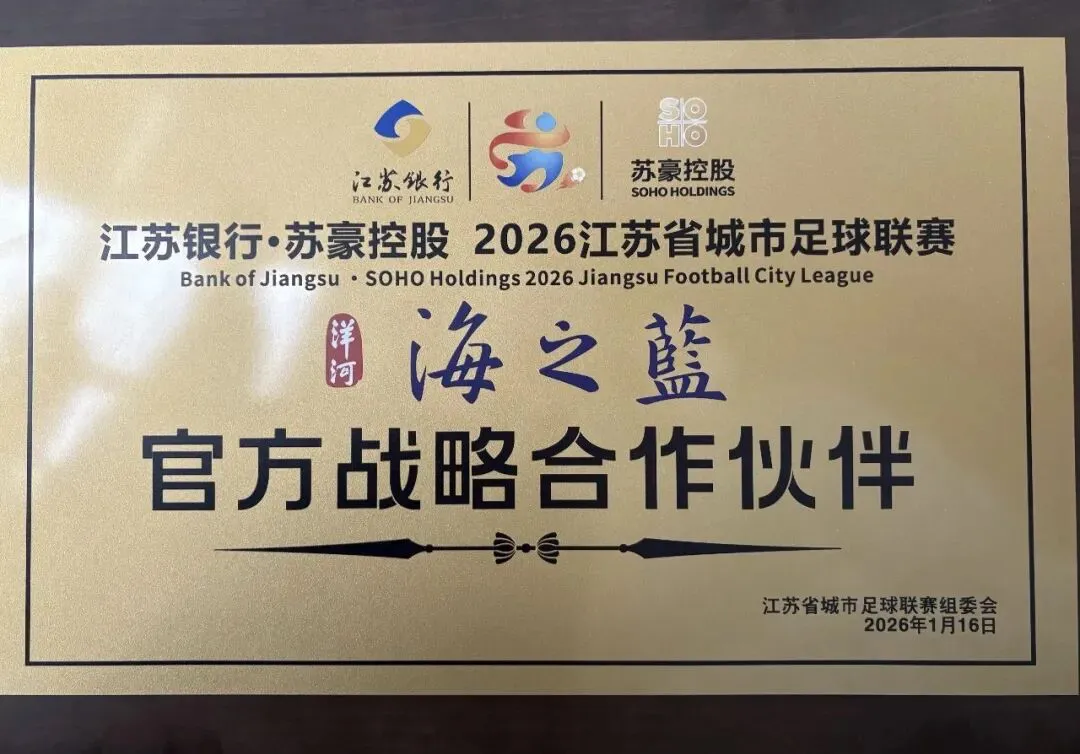 江苏银行
BANK OF JIANGSU
SOHO
苏豪控股
SOHO HOLDINGS
江苏银行·苏豪控股 2026江苏省城市足球联赛
Bank of Jiangsu · SOHO Holdings 2026 Jiangsu Football City League
洋河 海之藍
官方战略合作伙伴
江苏省城市足球联赛组委会
2026年1月16日